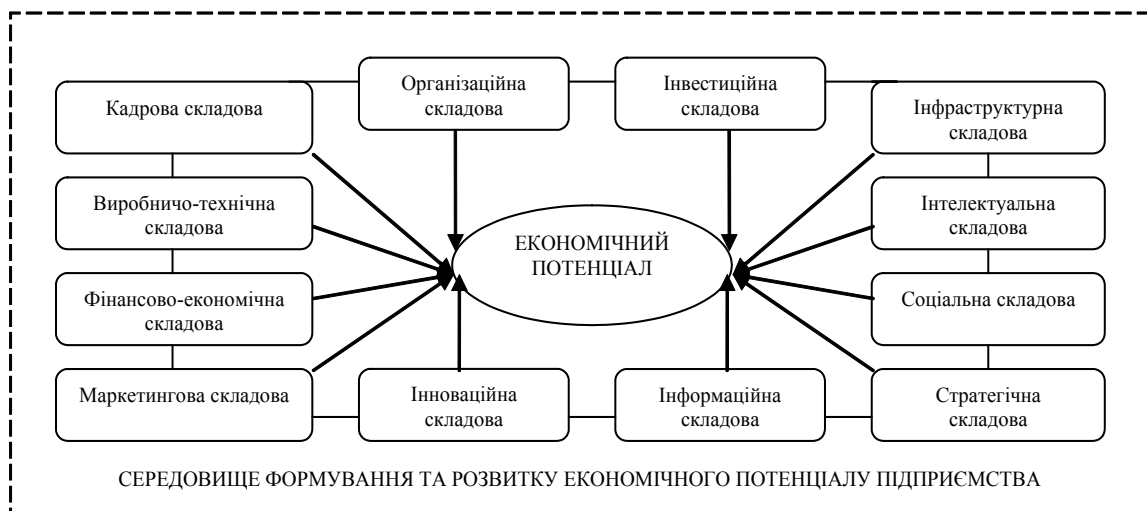 Організаційна
складова
Інвестиційна
складова
Кадрова складова
Інфраструктурна
складова
Виробничо-технічна
складова
Інтелектуальна
складова
ЕКОНОМІЧНИЙ
ПОТЕНЦІАЛ
Фінансово-економічна
складова
Соціальна складова
Маркетингова складова
Інноваційна
складова
Інформаційна
складова
Стратегічна
складова
СЕРЕДОВИЩЕ ФОРМУВАННЯ ТА РОЗВИТКУ ЕКОНОМІЧНОГО ПОТЕНЦІАЛУ ПІДПРИЄМСТВА